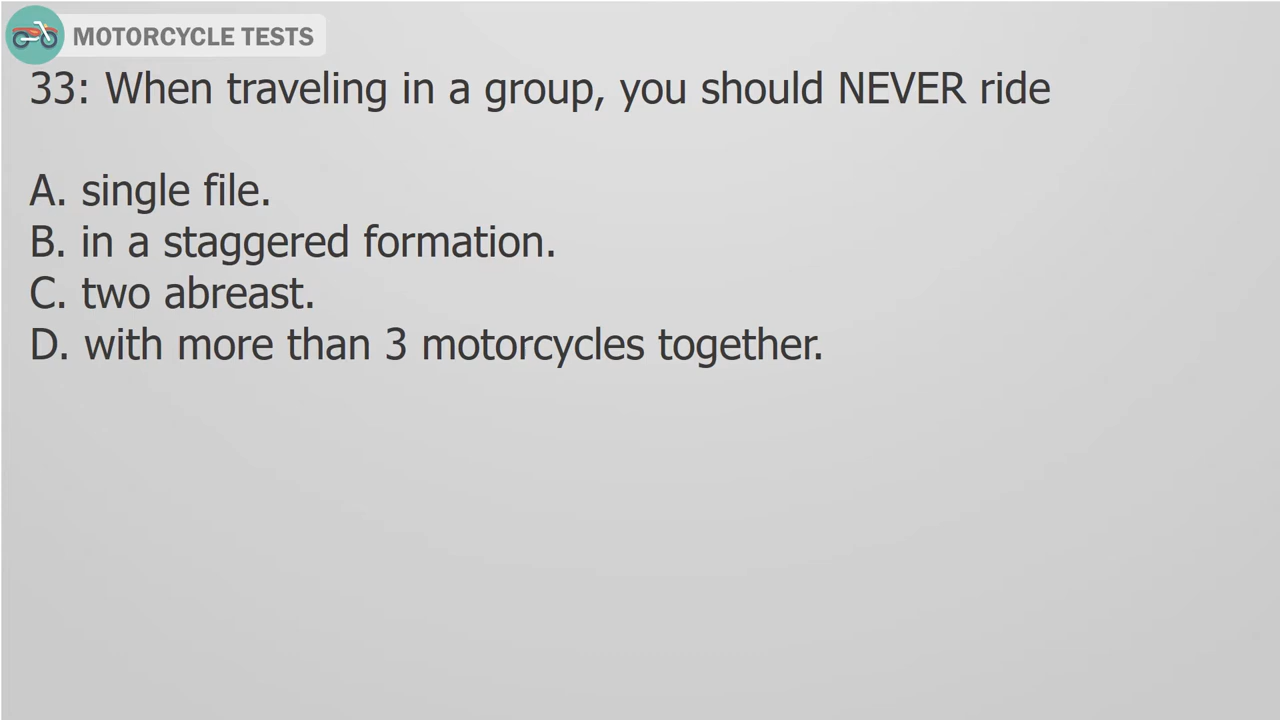 MOTORCYCLE TESTS
33: When traveling in a group, you should NEVER ride
A. single file.
B. in a staggered formation.
C. two abreast.
D. with more than 3 motorcycles together.